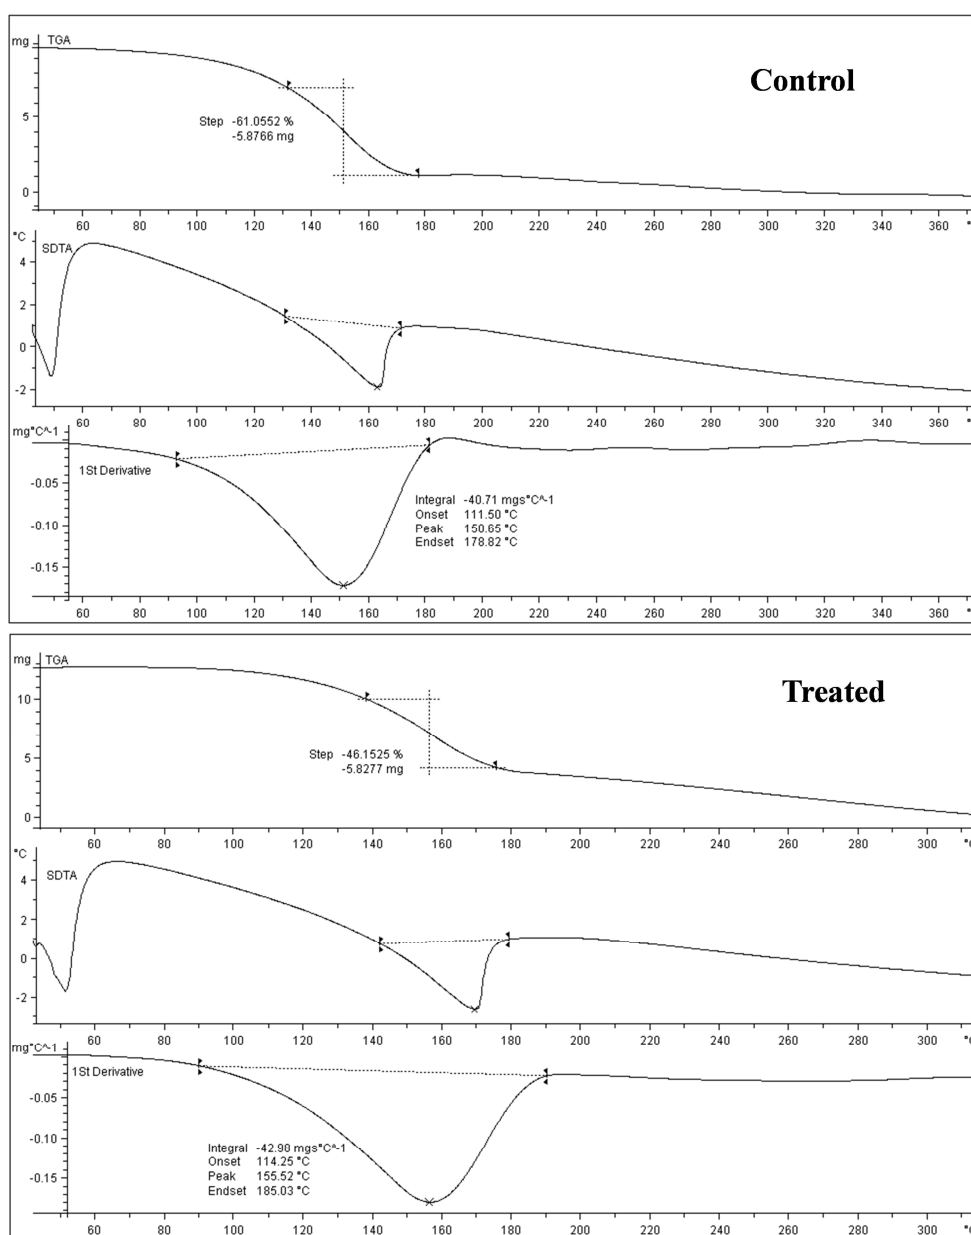 mg
TGA
Control
Step -61.0552 %
-5.8766 mg
5
0
60 80 100 120 140 160 180 200 220 240 260 280 300 320 340 360
°C
SDTA
4
2
0
-2
60 80 100 120 140 160 180 200 220 240 260 280 300 320 340 360
mg°C^-1
1St Derivative
-0.05
-0.10
-0.15
Integral -40.71 mgs°C^-1
Onset 111.50 °C
Peak 150.65 °C
Endset 178.82 °C
60 80 100 120 140 160 180 200 220 240 260 280 300 320 340 360
mg
TGA
Treated
10
Step -46.1525 %
-5.8277 mg
5
0
60 80 100 120 140 160 180 200 220 240 260 280 300
°C
SDTA
4
2
0
-2
60 80 100 120 140 160 180 200 220 240 260 280 300
mg°C^-1
1St Derivative
-0.05
-0.10
-0.15
Integral -42.90 mgs°C^-1
Onset 114.25 °C
Peak 155.52 °C
Endset 185.03 °C
60 80 100 120 140 160 180 200 220 240 260 280 300